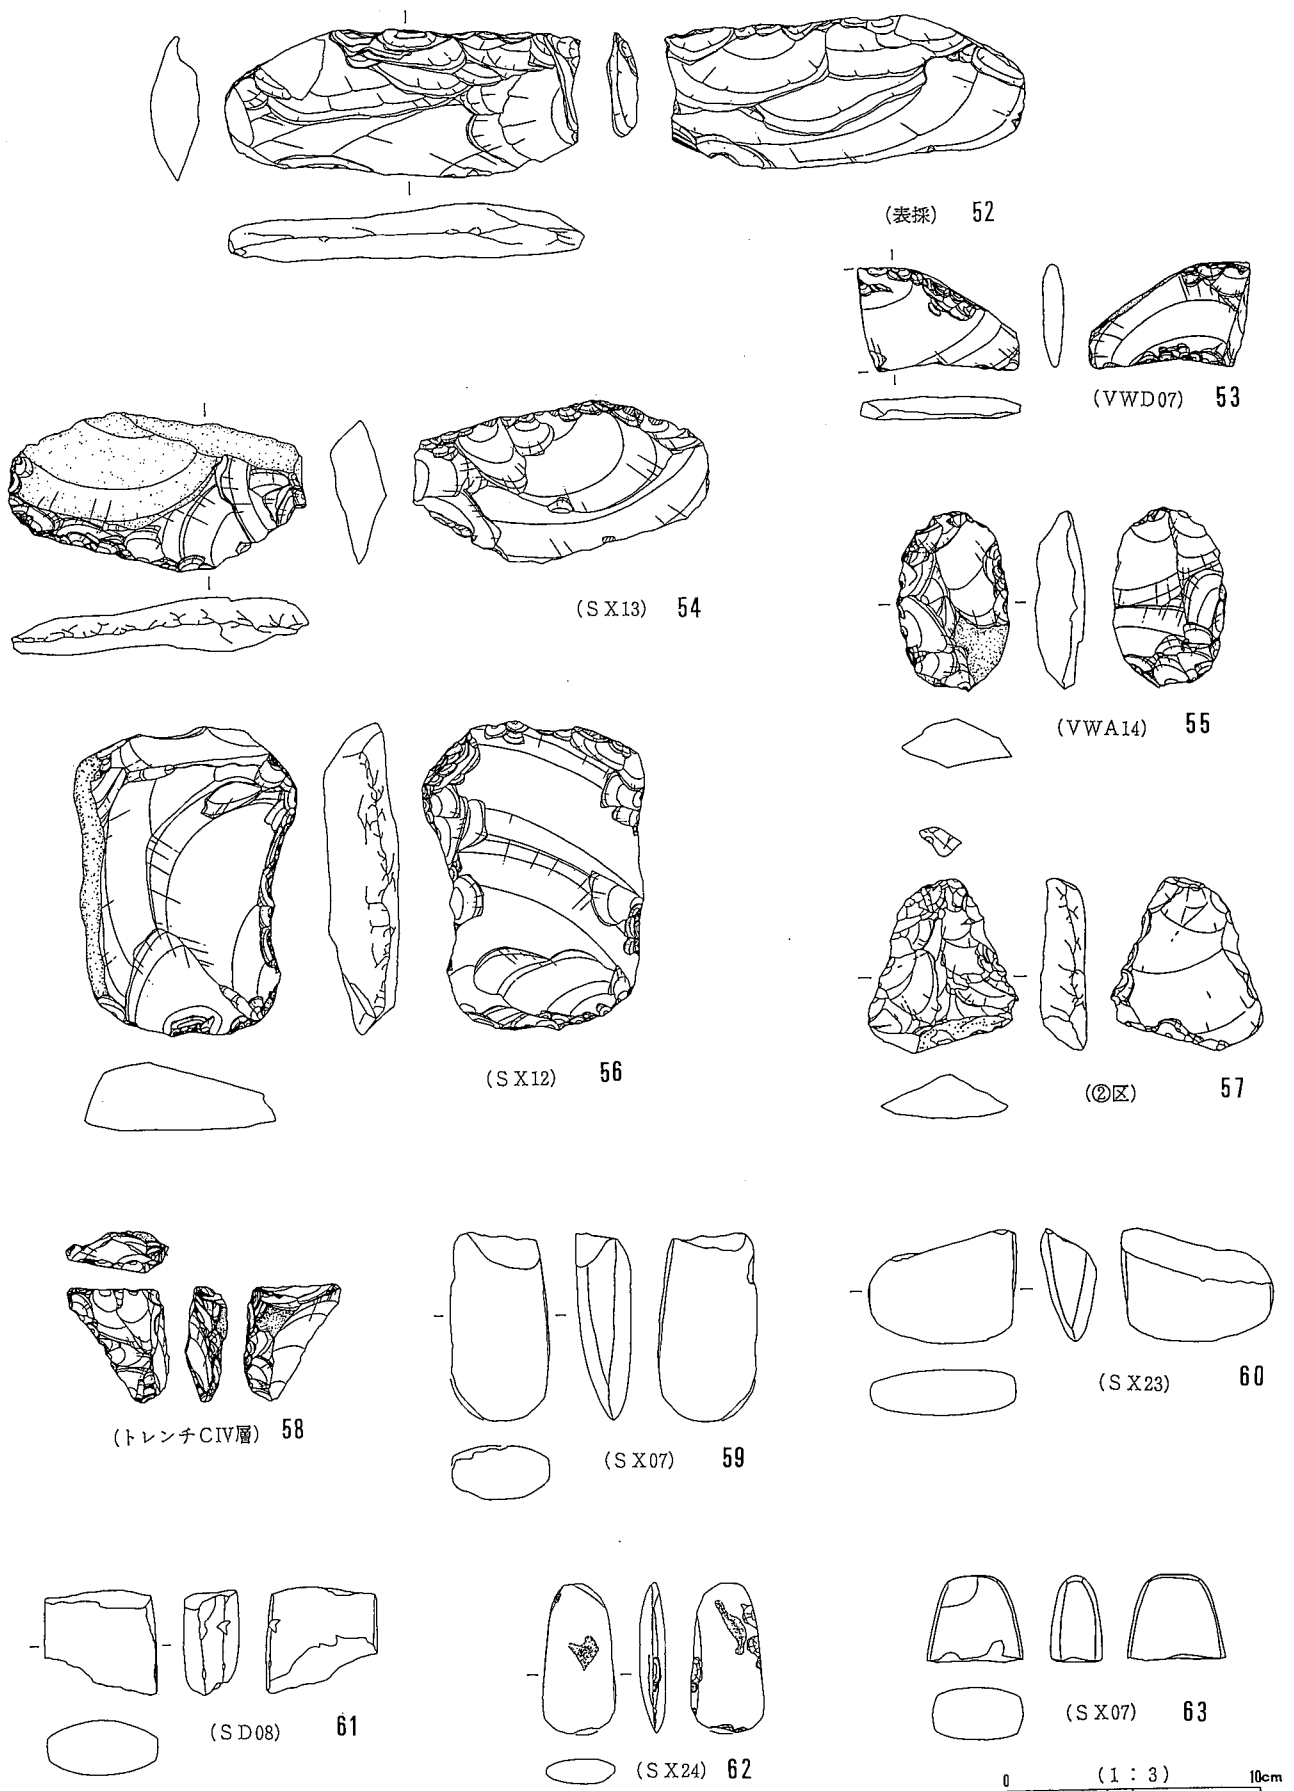 (表採) 52
(VWD07) 53
(SX13) 54
(VWA14) 55
(SX12) 56
(②区) 57
(トレンチCIV層) 58
(SX07) 59
(SX23) 60
(SD08) 61
(SX24) 62
(SX07) 63
0 (1:3) 10cm